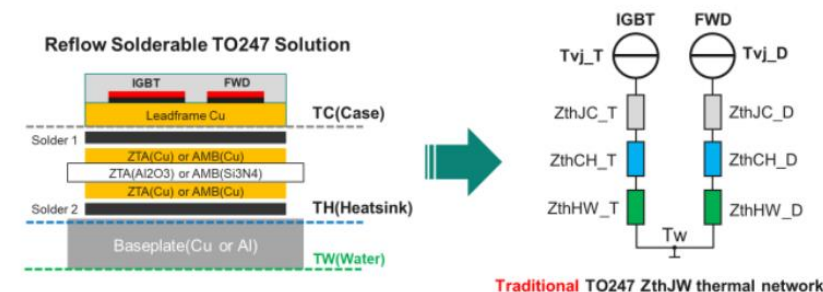 Reflow Solderable TO247 Solution
IGBT FWD
Leadframe Cu
TC(Case)
Solder 1
ZTA(Cu) or AMB(Cu)
ZTA(Al2O3) or AMB(Si3N4)
ZTA(Cu) or AMB(Cu)
Solder 2
TH(Heatsink)
Baseplate(Cu or Al)
TW(Water)
IGBT FWD
Tvj_T Tvj_D
ZthJC_T ZthJC_D
ZthCH_T ZthCH_D
ZthHW_T ZthHW_D
Tw
Traditional TO247 ZthJW thermal network